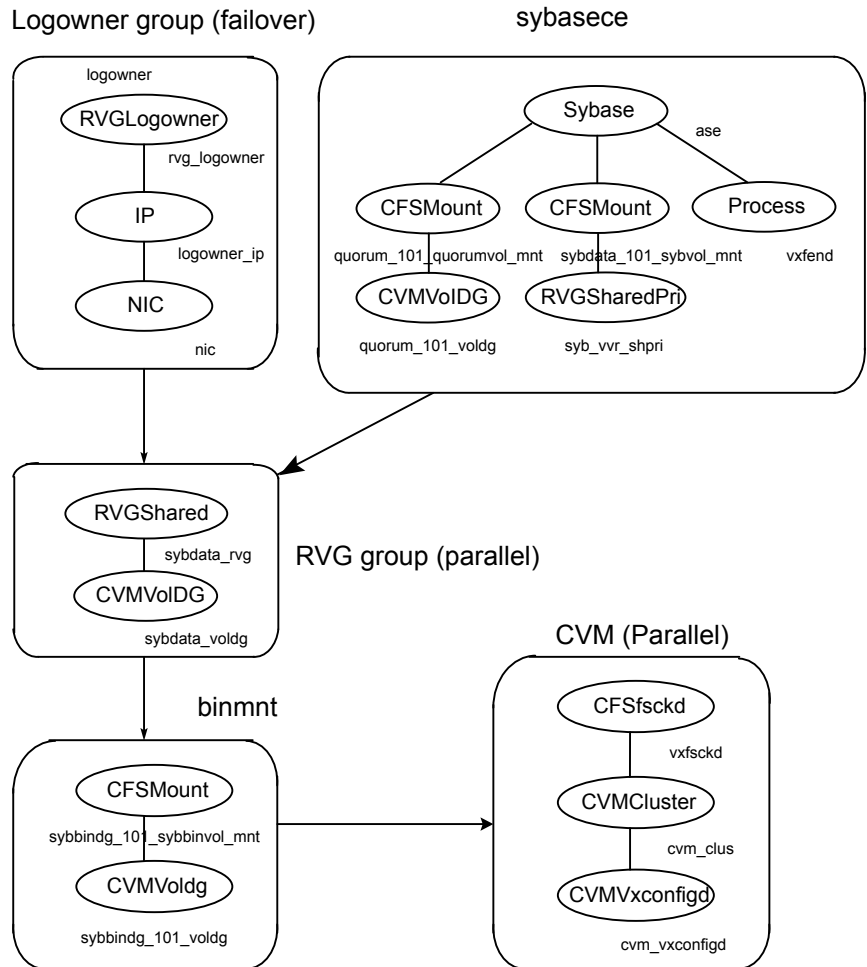 Logowner group (failover)
sybasece
logowner
RVGLogowner
rvg_logowner
IP
logowner_ip
NIC
nic
Sybase
ase
CFSMount
CFSMount
Process
quorum_101_quorumvol_mnt
sybdata_101_sybvol_mnt
vxfend
CVMVolDG
RVGSharedPri
quorum_101_voldg
syb_vvr_shpri
RVGShared
sybdata_rvg
CVMVolDG
sybdata_voldg
RVG group (parallel)
binmnt
CFSMount
sybbindg_101_sybbinvol_mnt
CVMVoldg
sybbindg_101_voldg
CVM (Parallel)
CFSfsckd
vxfsckd
CVMCluster
cvm_clus
CVMVxconfigd
cvm_vxconfigd